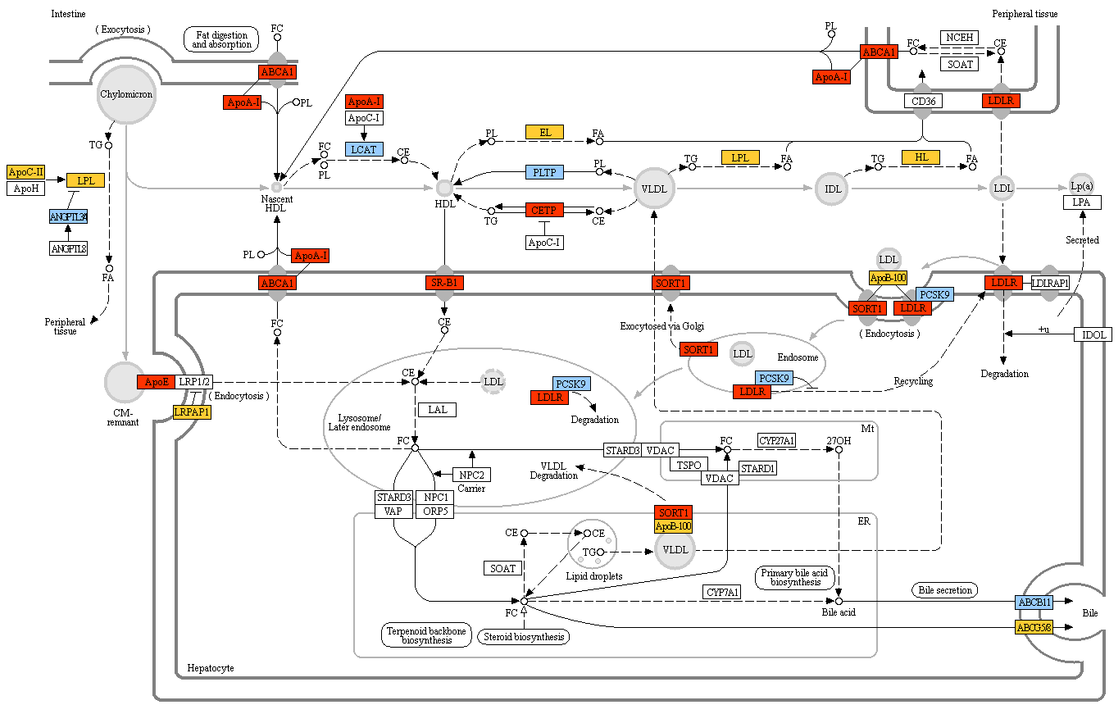 Intestine
Peripheral tissue
( Exocytosis )
Fat digestion
and absorption
FC
PL
NCEH
FC
CE
ABCA1
SOAT
ABCA1
ApoA-I
Chylomicron
ApoA-I
PL
ApoA-I
CD36
LDLR
ApoC-I
TG
PL
EL
FA
FC
LCAT
CE
TG
LPL
FA
TG
HL
FA
PL
PLTP
PL
ApoC-II
LPL
ApoH
VLDL
IDL
LDL
Lp(a)
Nascent
HDL
HDL
LPA
ANGPTL3/4
TG
CETP
CE
ANGPTL8
ApoC-I
Secreted
PL
ApoA-I
FA
LDL
ABCA1
SR-B1
SORT1
ApoB-100
LDLR
LDLRAP1
PCSK9
SORT1
LDLR
Peripheral
tissue
FC
CE
Exocytosed via Golgi
( Endocytosis )
+u
IDOL
SORT1
LDL
Endosome
Degradation
ApoE
LRP1/2
CE
LDL
PCSK9
PCSK9
Recycling
LDLR
LDLR
( Endocytosis )
CM-
remnant
LRPAP1
LAL
Lysosome/
Later endosome
Degradation
Mt
FC
FC
CYP27A1
27OH
STARD3
VDAC
TSPO
STARD1
VDAC
NPC2
Carrier
VLDL
Degradation
STARD3
NPC1
VAP
ORP5
SORT1
ApoB-100
ER
CE
CE
TG
VLDL
Lipid droplets
SOAT
Primary bile acid
biosynthesis
CYP7A1
Bile secretion
ABCB11
FC
Bile acid
Bile
ABCG5/8
Terpenoid backbone
biosynthesis
Steroid biosynthesis
Hepatocyte